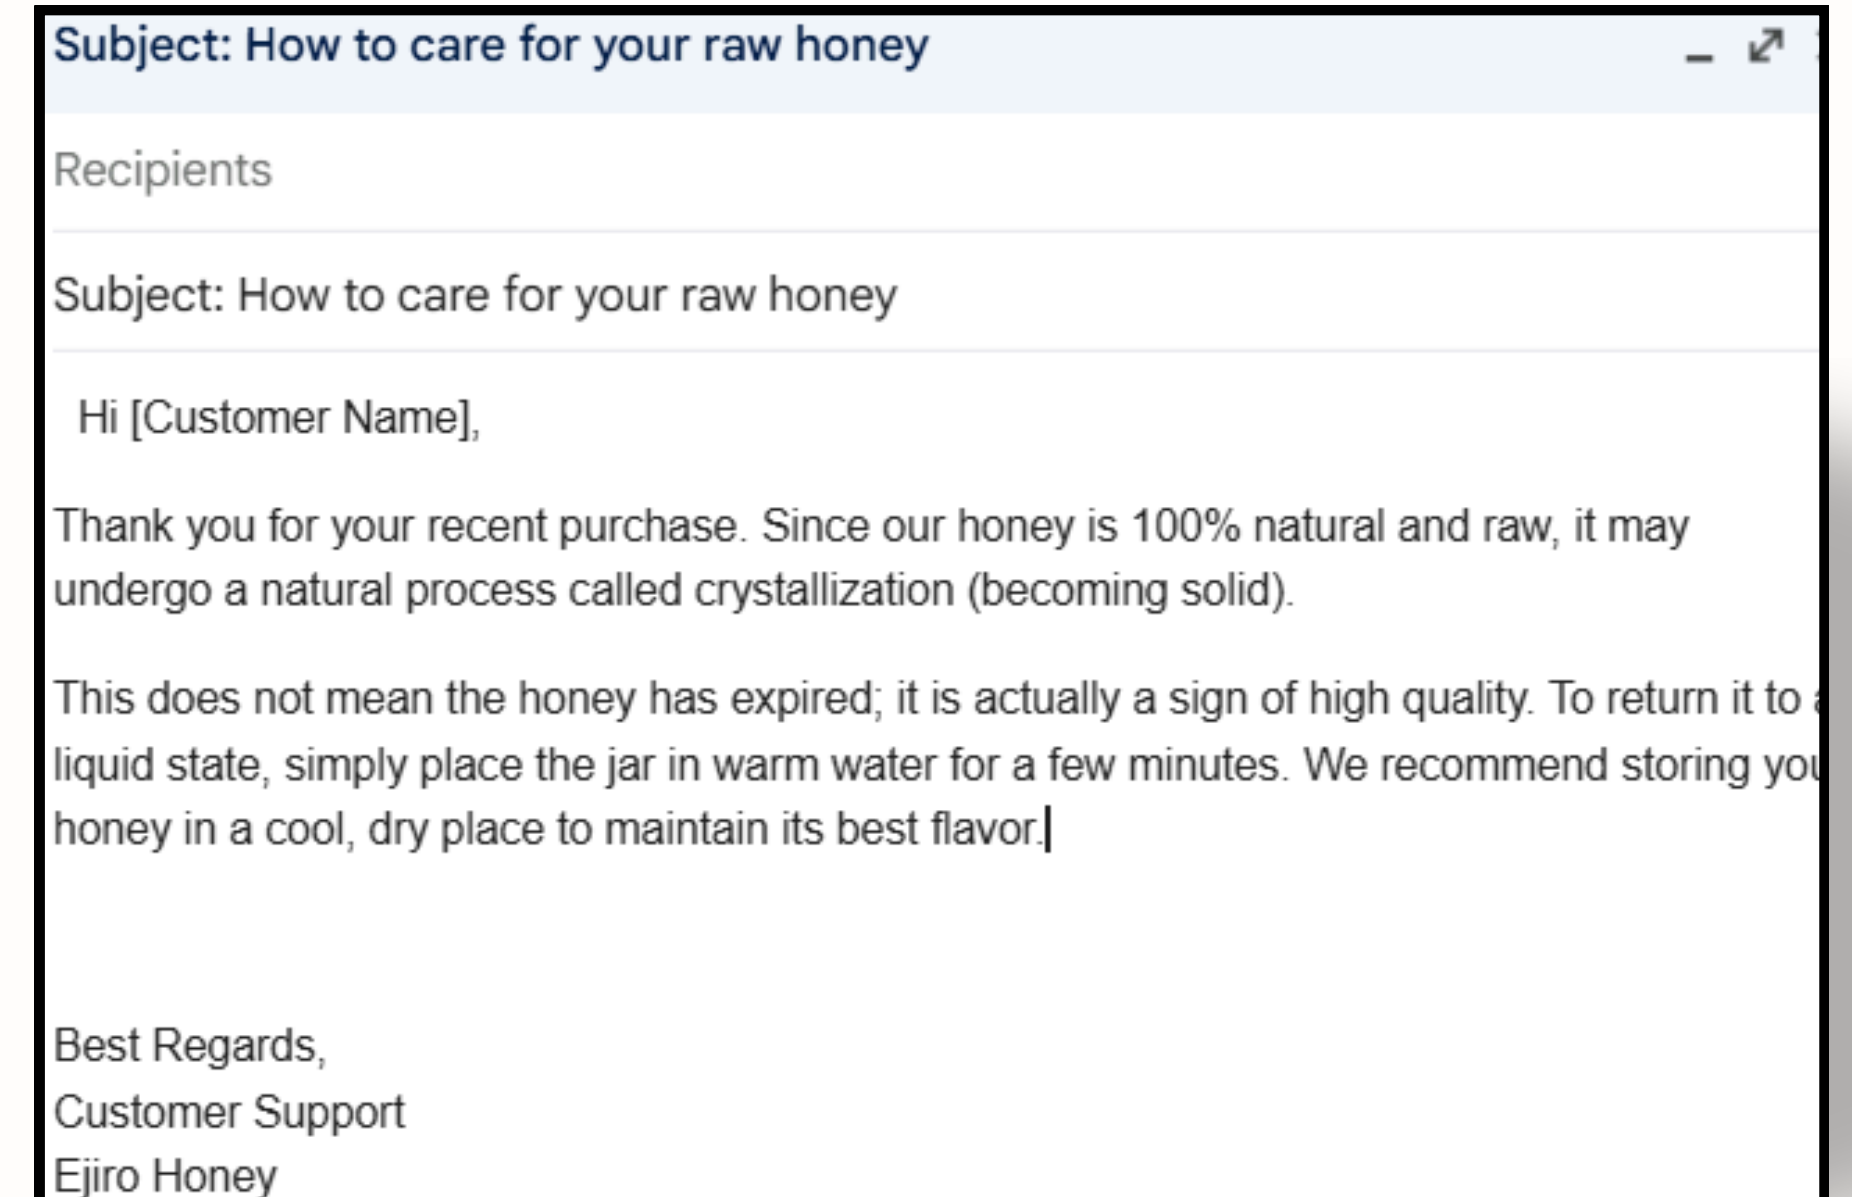 Subject: How to care for your raw honey
Recipients
Subject: How to care for your raw honey
Hi [Customer Name],
Thank you for your recent purchase. Since our honey is 100% natural and raw, it may
undergo a natural process called crystallization (becoming solid).
This does not mean the honey has expired; it is actually a sign of high quality. To return it to
liquid state, simply place the jar in warm water for a few minutes. We recommend storing you
honey in a cool, dry place to maintain its best flavor.
Best Regards,
Customer Support
Ejiro Honey